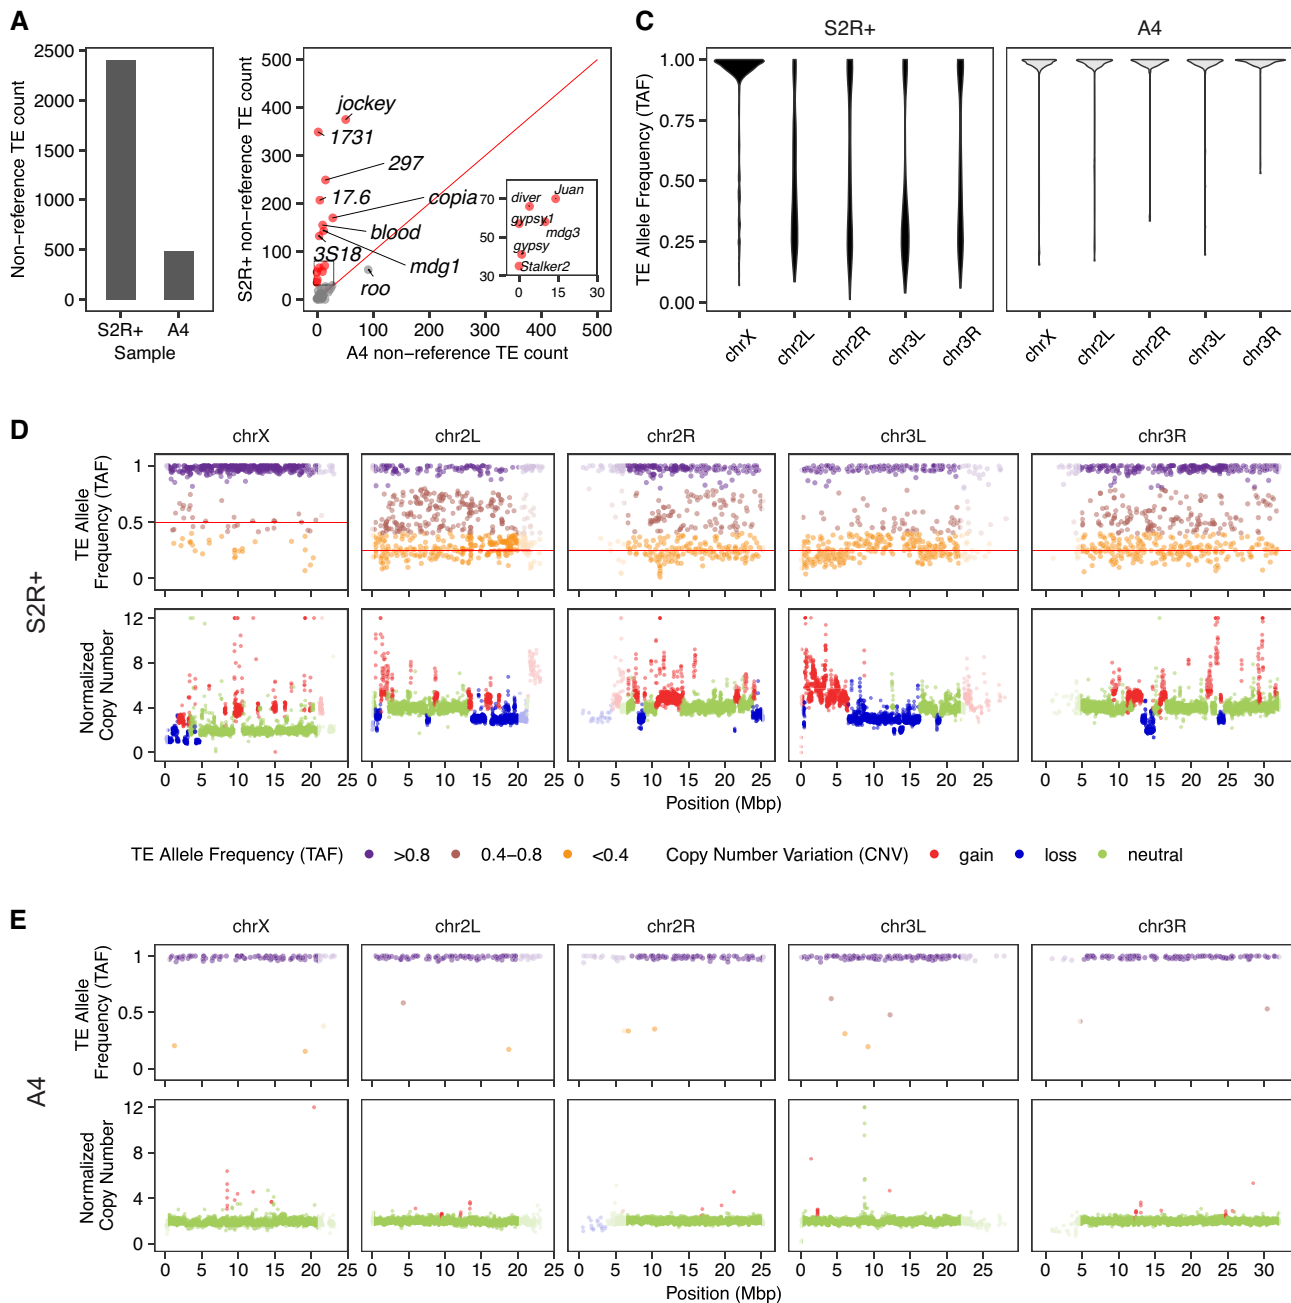 A
Non−reference TE count
2500
2000
1500
1000
500
0
S2R+ A4
Sample
S2R+ non−reference TE count
500
400
300
200
100
0
jockey
1731
297
17.6
copia
blood
3S18
mdg1
roo
70
50
30
diver
Juan
gypsy1
mdg3
gypsy
Stalker2
0 15 30
0 100 200 300 400 500
A4 non−reference TE count
C
S2R+ A4
TE Allele Frequency (TAF)
1.00
0.75
0.50
0.25
0.00
chrX chr2L chr2R chr3L chr3R chrX chr2L chr2R chr3L chr3R
D
S2R+
chrX chr2L chr2R chr3L chr3R
TE Allele
Frequency (TAF)
1
0.5
0
Normalized
Copy Number
12
8
4
0
0 5 10 15 20 25 0 5 10 15 20 25 0 5 10 15 20 25 0 5 10 15 20 25 0 5 10 15 20 25 30
Position (Mbp)
TE Allele Frequency (TAF) >0.8 0.4−0.8 <0.4 Copy Number Variation (CNV) gain loss neutral
E
A4
chrX chr2L chr2R chr3L chr3R
TE Allele
Frequency (TAF)
1
0.5
0
Normalized
Copy Number
12
8
4
0
0 5 10 15 20 25 0 5 10 15 20 25 0 5 10 15 20 25 0 5 10 15 20 25 0 5 10 15 20 25 30
Position (Mbp)